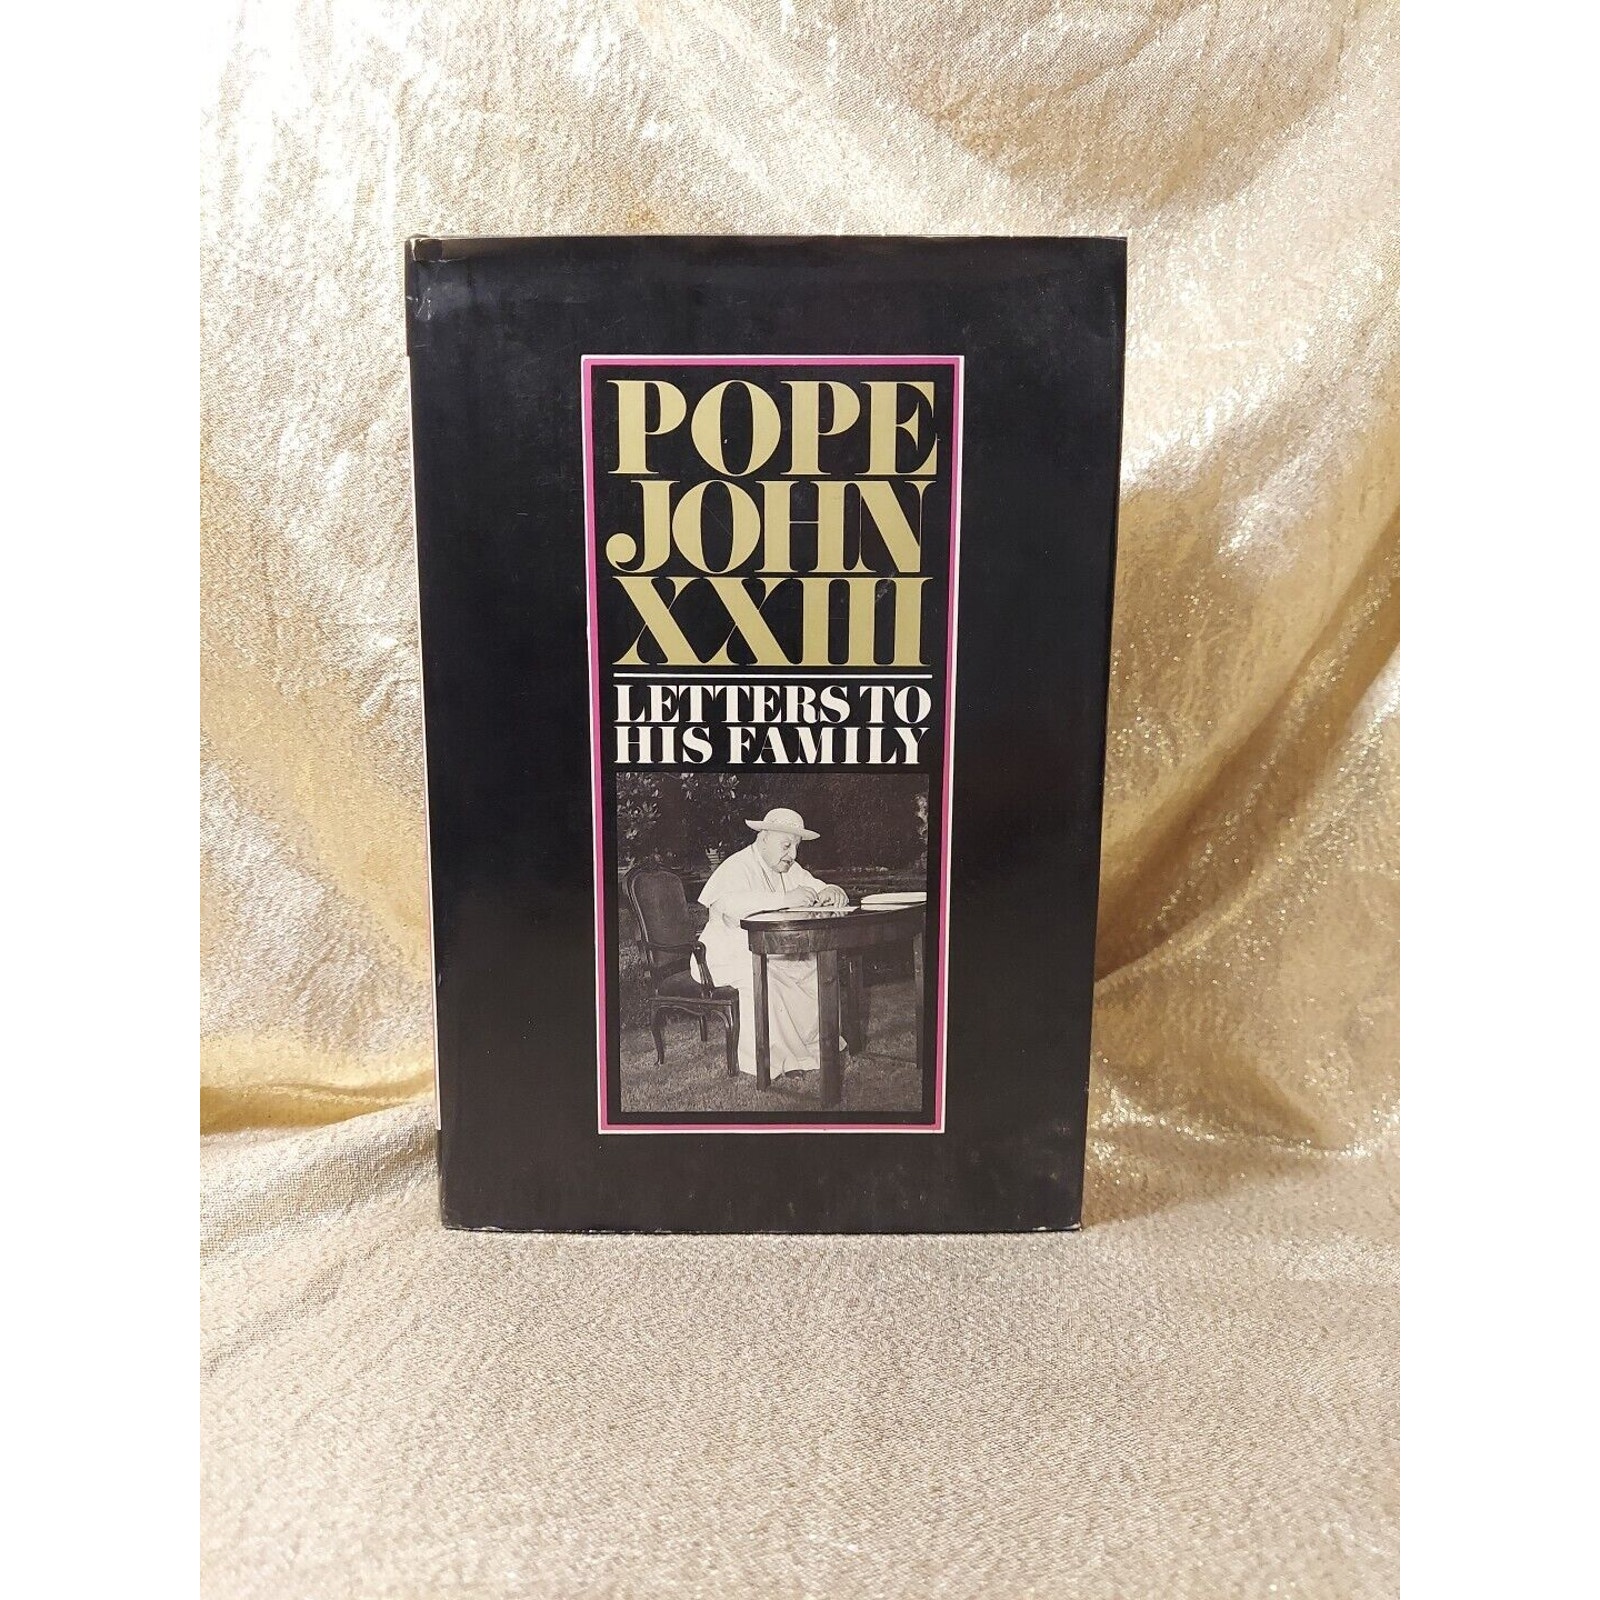 POPE
JOHN
XXIII
LETTERS TO
HIS FAMILY